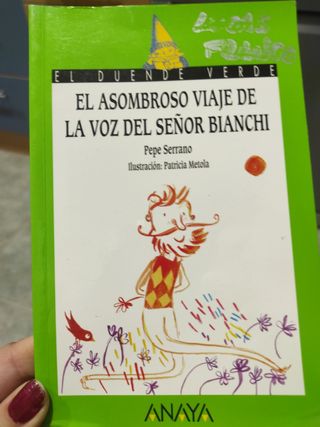 EL DUENDE VERDE
EL ASOMBROSO VIAJE DE
LA VOZ DEL SEÑOR BIANCHI
Pepe Serrano
Ilustración: Patricia Metola
ANAYA